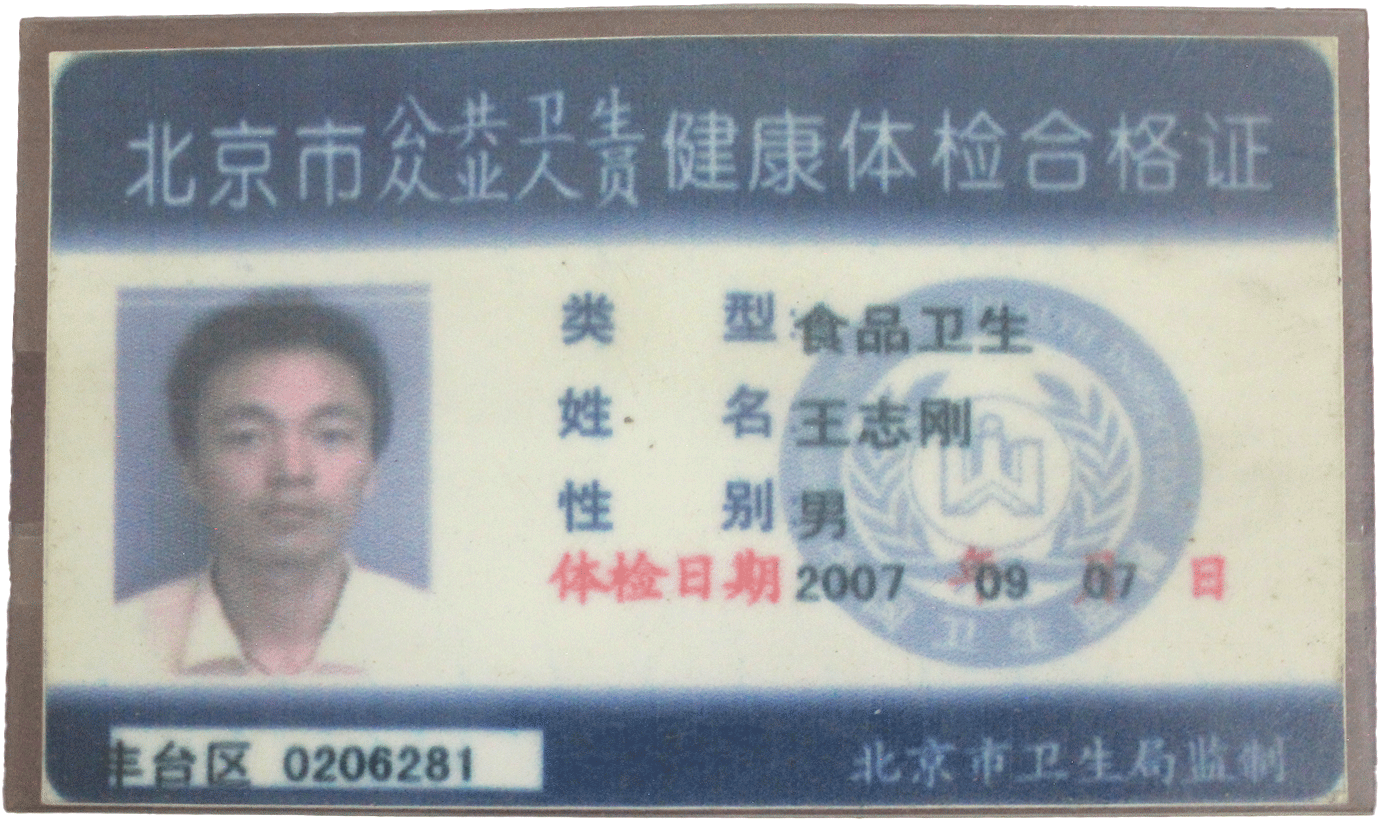 北京市公共卫生从业人员健康体检合格证
类 型:食品卫生
姓 名 王志刚
性 别 男
体检日期 2007 年 09 月 07 日
丰台区 0206281
北京市卫生局监制